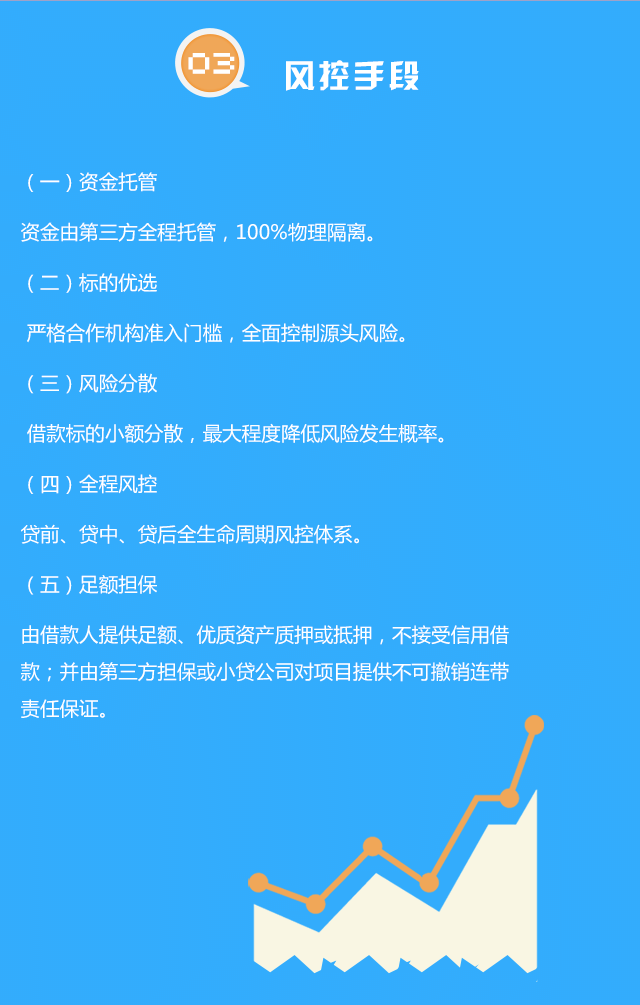 03
风控手段
（一）资金托管
资金由第三方全程托管，100%物理隔离。
（二）标的优选
严格合作机构准入门槛，全面控制源头风险。
（三）风险分散
借款标的小额分散，最大程度降低风险发生概率。
（四）全程风控
贷前、贷中、贷后全生命周期风控体系。
（五）足额担保
由借款人提供足额、优质资产质押或抵押，不接受信用借
款；并由第三方担保或小贷公司对项目提供不可撤销连带
责任保证。